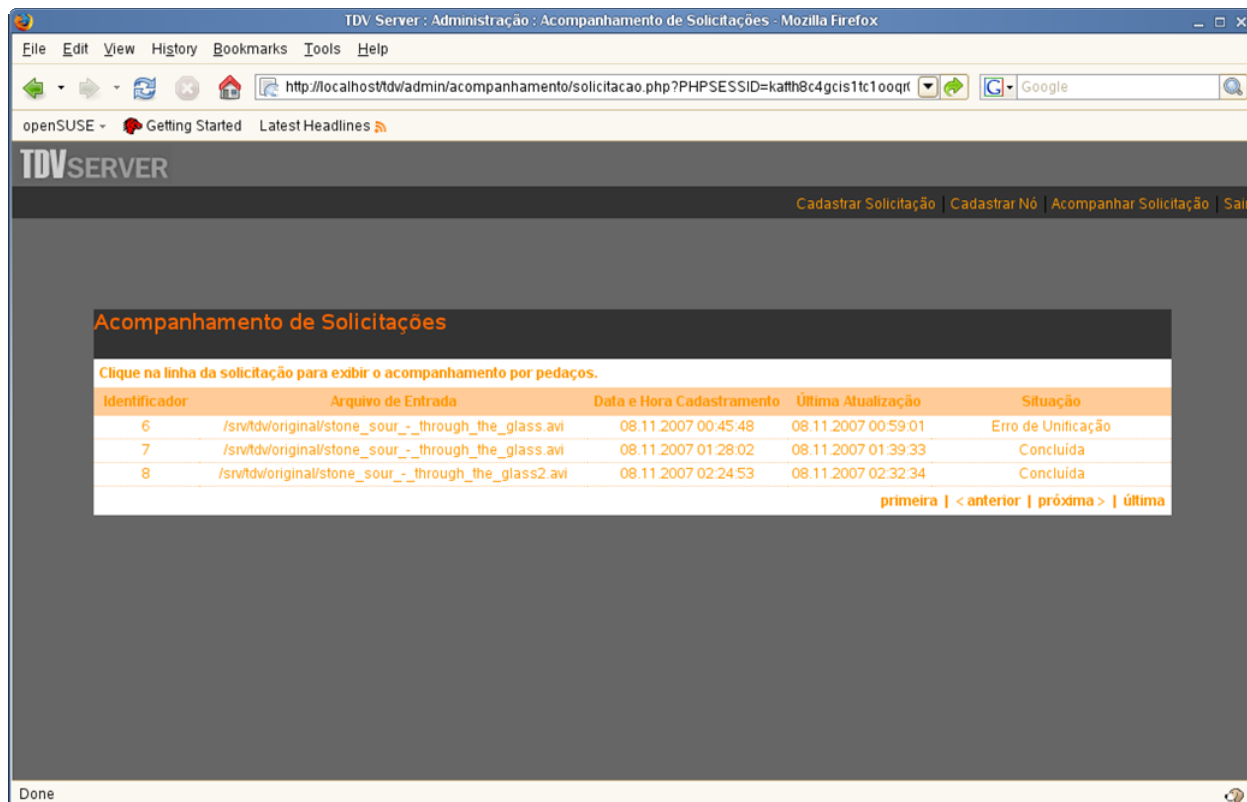 TDV Server : Administração : Acompanhamento de Solicitações - Mozilla Firefox
File Edit View History Bookmarks Tools Help
http://localhost/tdv/admin/acompanhamento/solicitacao.php?PHPSESSID= G Google
openSUSE Getting Started Latest Headlines
TDVSERVER
Cadastrar Solicitação | Cadastrar Nó | Acompanhar Solicitação | Sair
Acompanhamento de Solicitações
Clique na linha da solicitação para exibir o acompanhamento por pedaços.
Identificador Arquivo de Entrada Data e Hora Cadastramento Última Atualização Situação
6 /srv/tdv/original/stone_sour_-_through_the_glass.avi 08.11.2007 00:45:48 08.11.2007 00:59:01 Erro de Unificação
7 /srv/tdv/original/stone_sour_-_through_the_glass.avi 08.11.2007 01:28:02 08.11.2007 01:39:33 Concluída
8 /srv/tdv/original/stone_sour_-_through_the_glass2.avi 08.11.2007 02:24:53 08.11.2007 02:32:34 Concluída
primeira | < anterior | próxima > | última
Done